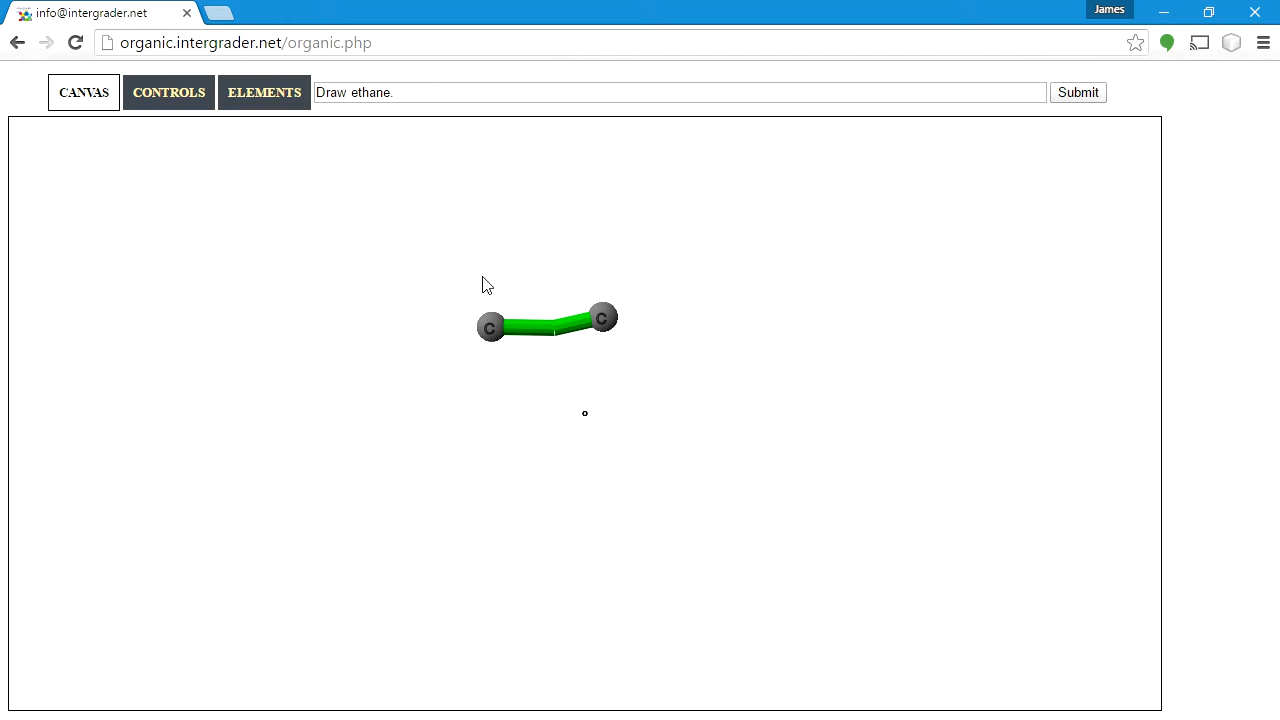 info@intergrader.net
James
organic.intergrader.net/organic.php
CANVAS CONTROLS ELEMENTS Draw ethane. Submit
C C
o